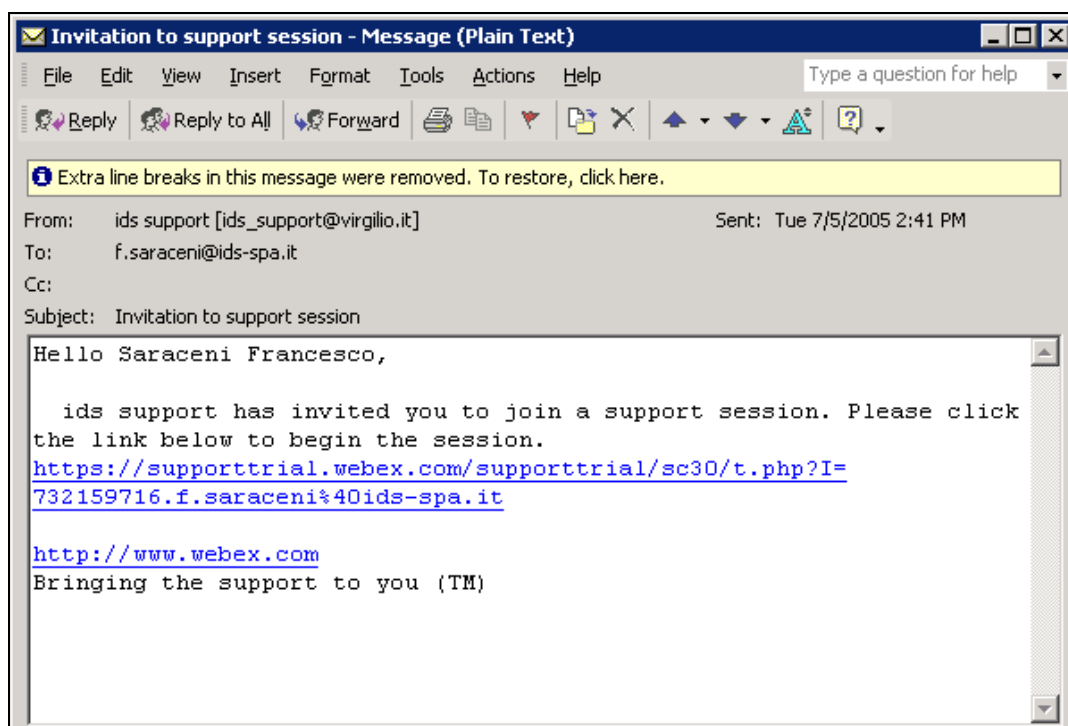 Invitation to support session - Message (Plain Text)
File Edit View Insert Format Tools Actions Help Type a question for help
Reply Reply to All Forward
Extra line breaks in this message were removed. To restore, click here.
From: ids support [ids_support@virgilio.it] Sent: Tue 7/5/2005 2:41 PM
To: f.saraceni@ids-spa.it
Cc:
Subject: Invitation to support session
Hello Saraceni Francesco,
ids support has invited you to join a support session. Please click
the link below to begin the session.
https://supporttrial.webex.com/supporttrial/sc30/t.php?I=
732159716.f.saraceni%40ids-spa.it
http://www.webex.com
Bringing the support to you (TM)